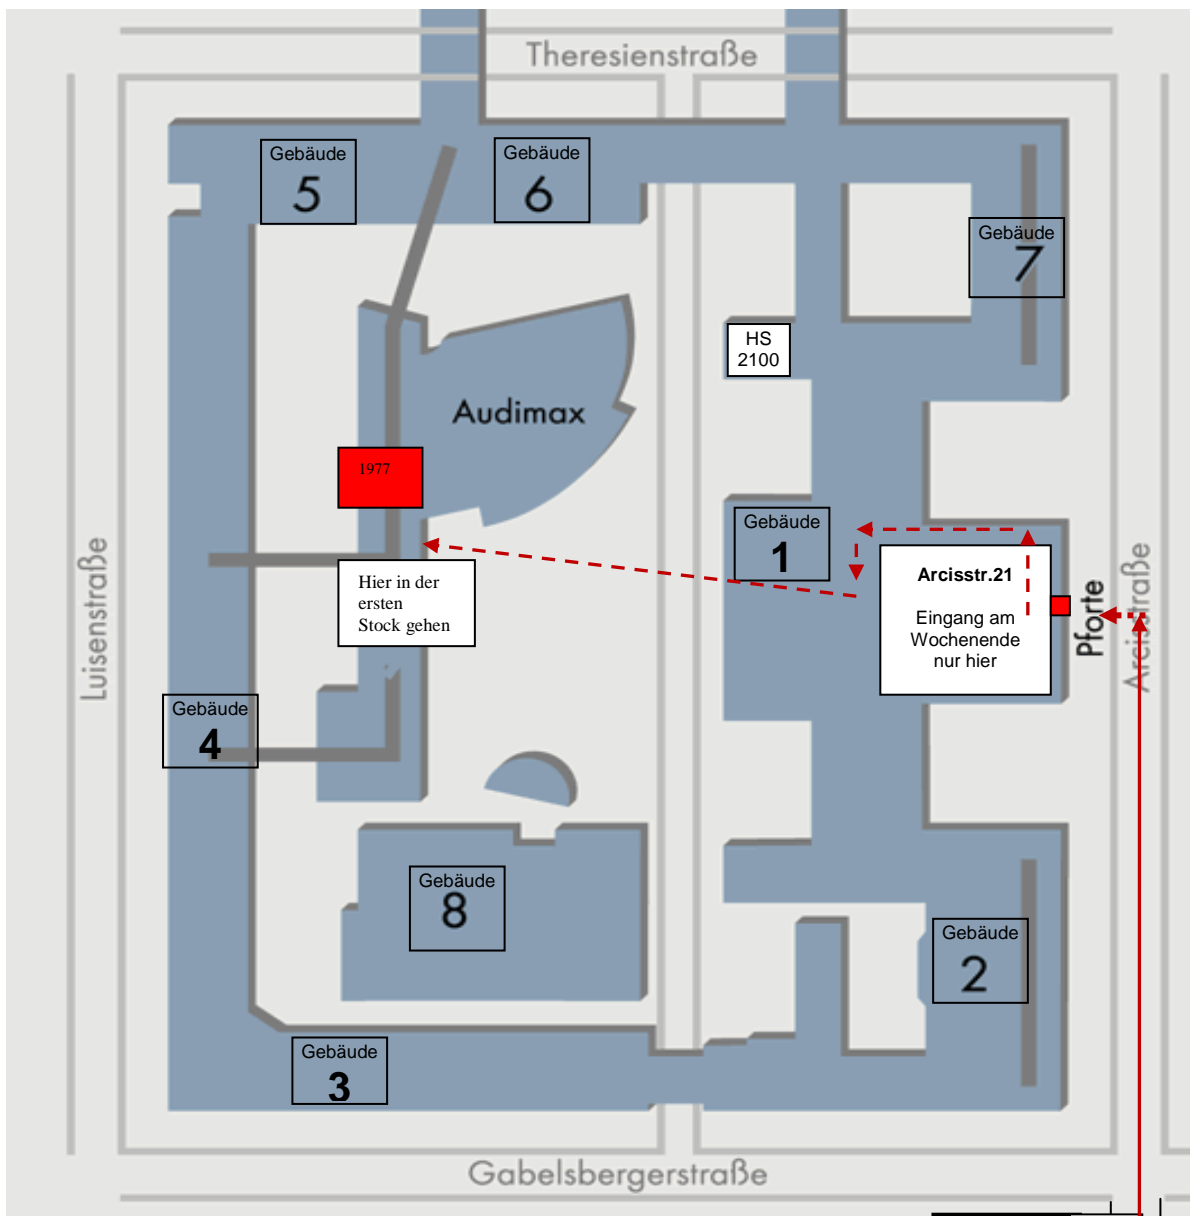 Theresienstraße
Gebäude
5
Gebäude
6
Gebäude
7
HS
2100
Audimax
1977
Gebäude
1
Arcisstr.21
Eingang am
Wochenende
nur hier
Pforte
Arcisstraße
Luisenstraße
Hier in der
ersten
Stock gehen
Gebäude
4
Gebäude
8
Gebäude
2
Gebäude
3
Gabelsbergerstraße